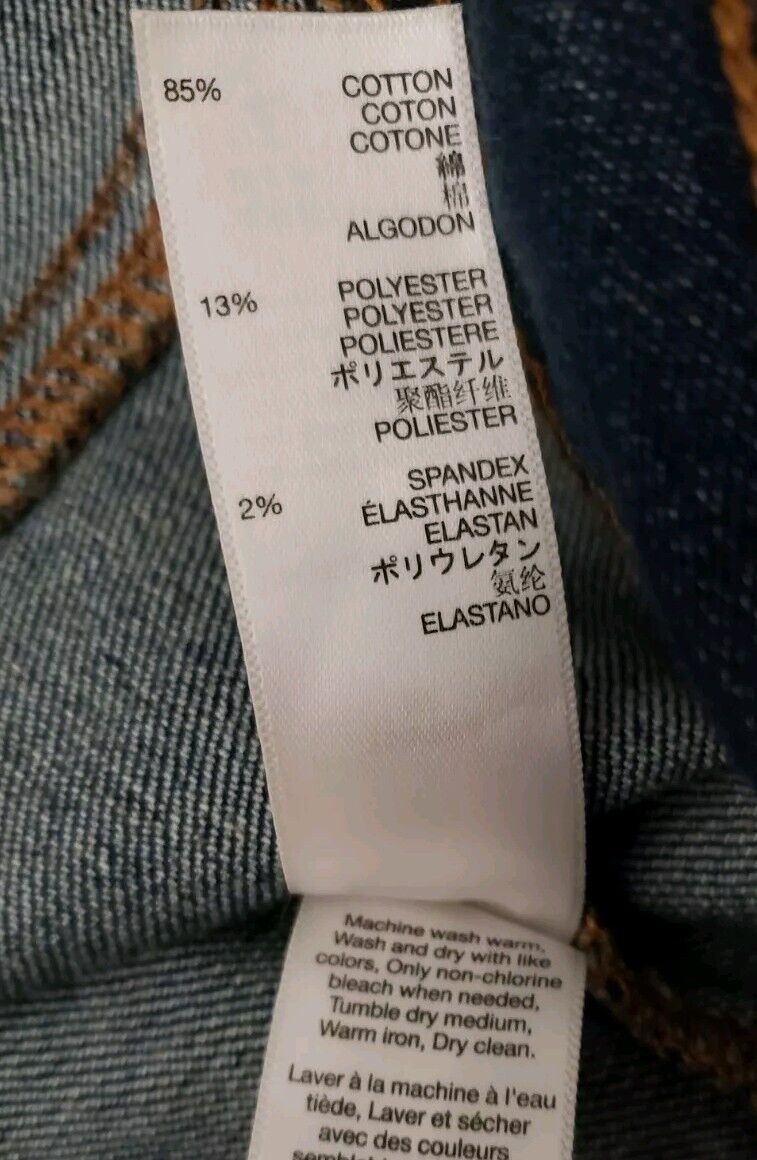 85% COTTON
COTON
COTONE
綿
棉
ALGODON
13% POLYESTER
POLYESTER
POLIESTERE
ポリエステル
聚酯纤维
POLIESTER
2% SPANDEX
ÉLASTHANNE
ELASTAN
ポリウレタン
氨纶
ELASTANO
Machine wash warm,
Wash and dry with like
colors, Only non-chlorine
bleach when needed,
Tumble dry medium,
Warm iron, Dry clean.
Laver à la machine à l'eau
tiède, Laver et sécher
avec des couleurs